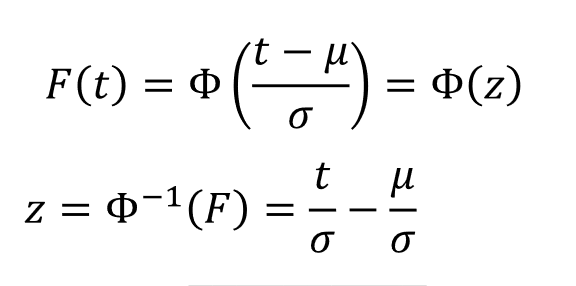 F(t) = Φ((t − μ)/σ) = Φ(z)
z = Φ⁻¹(F) = t/σ − μ/σ